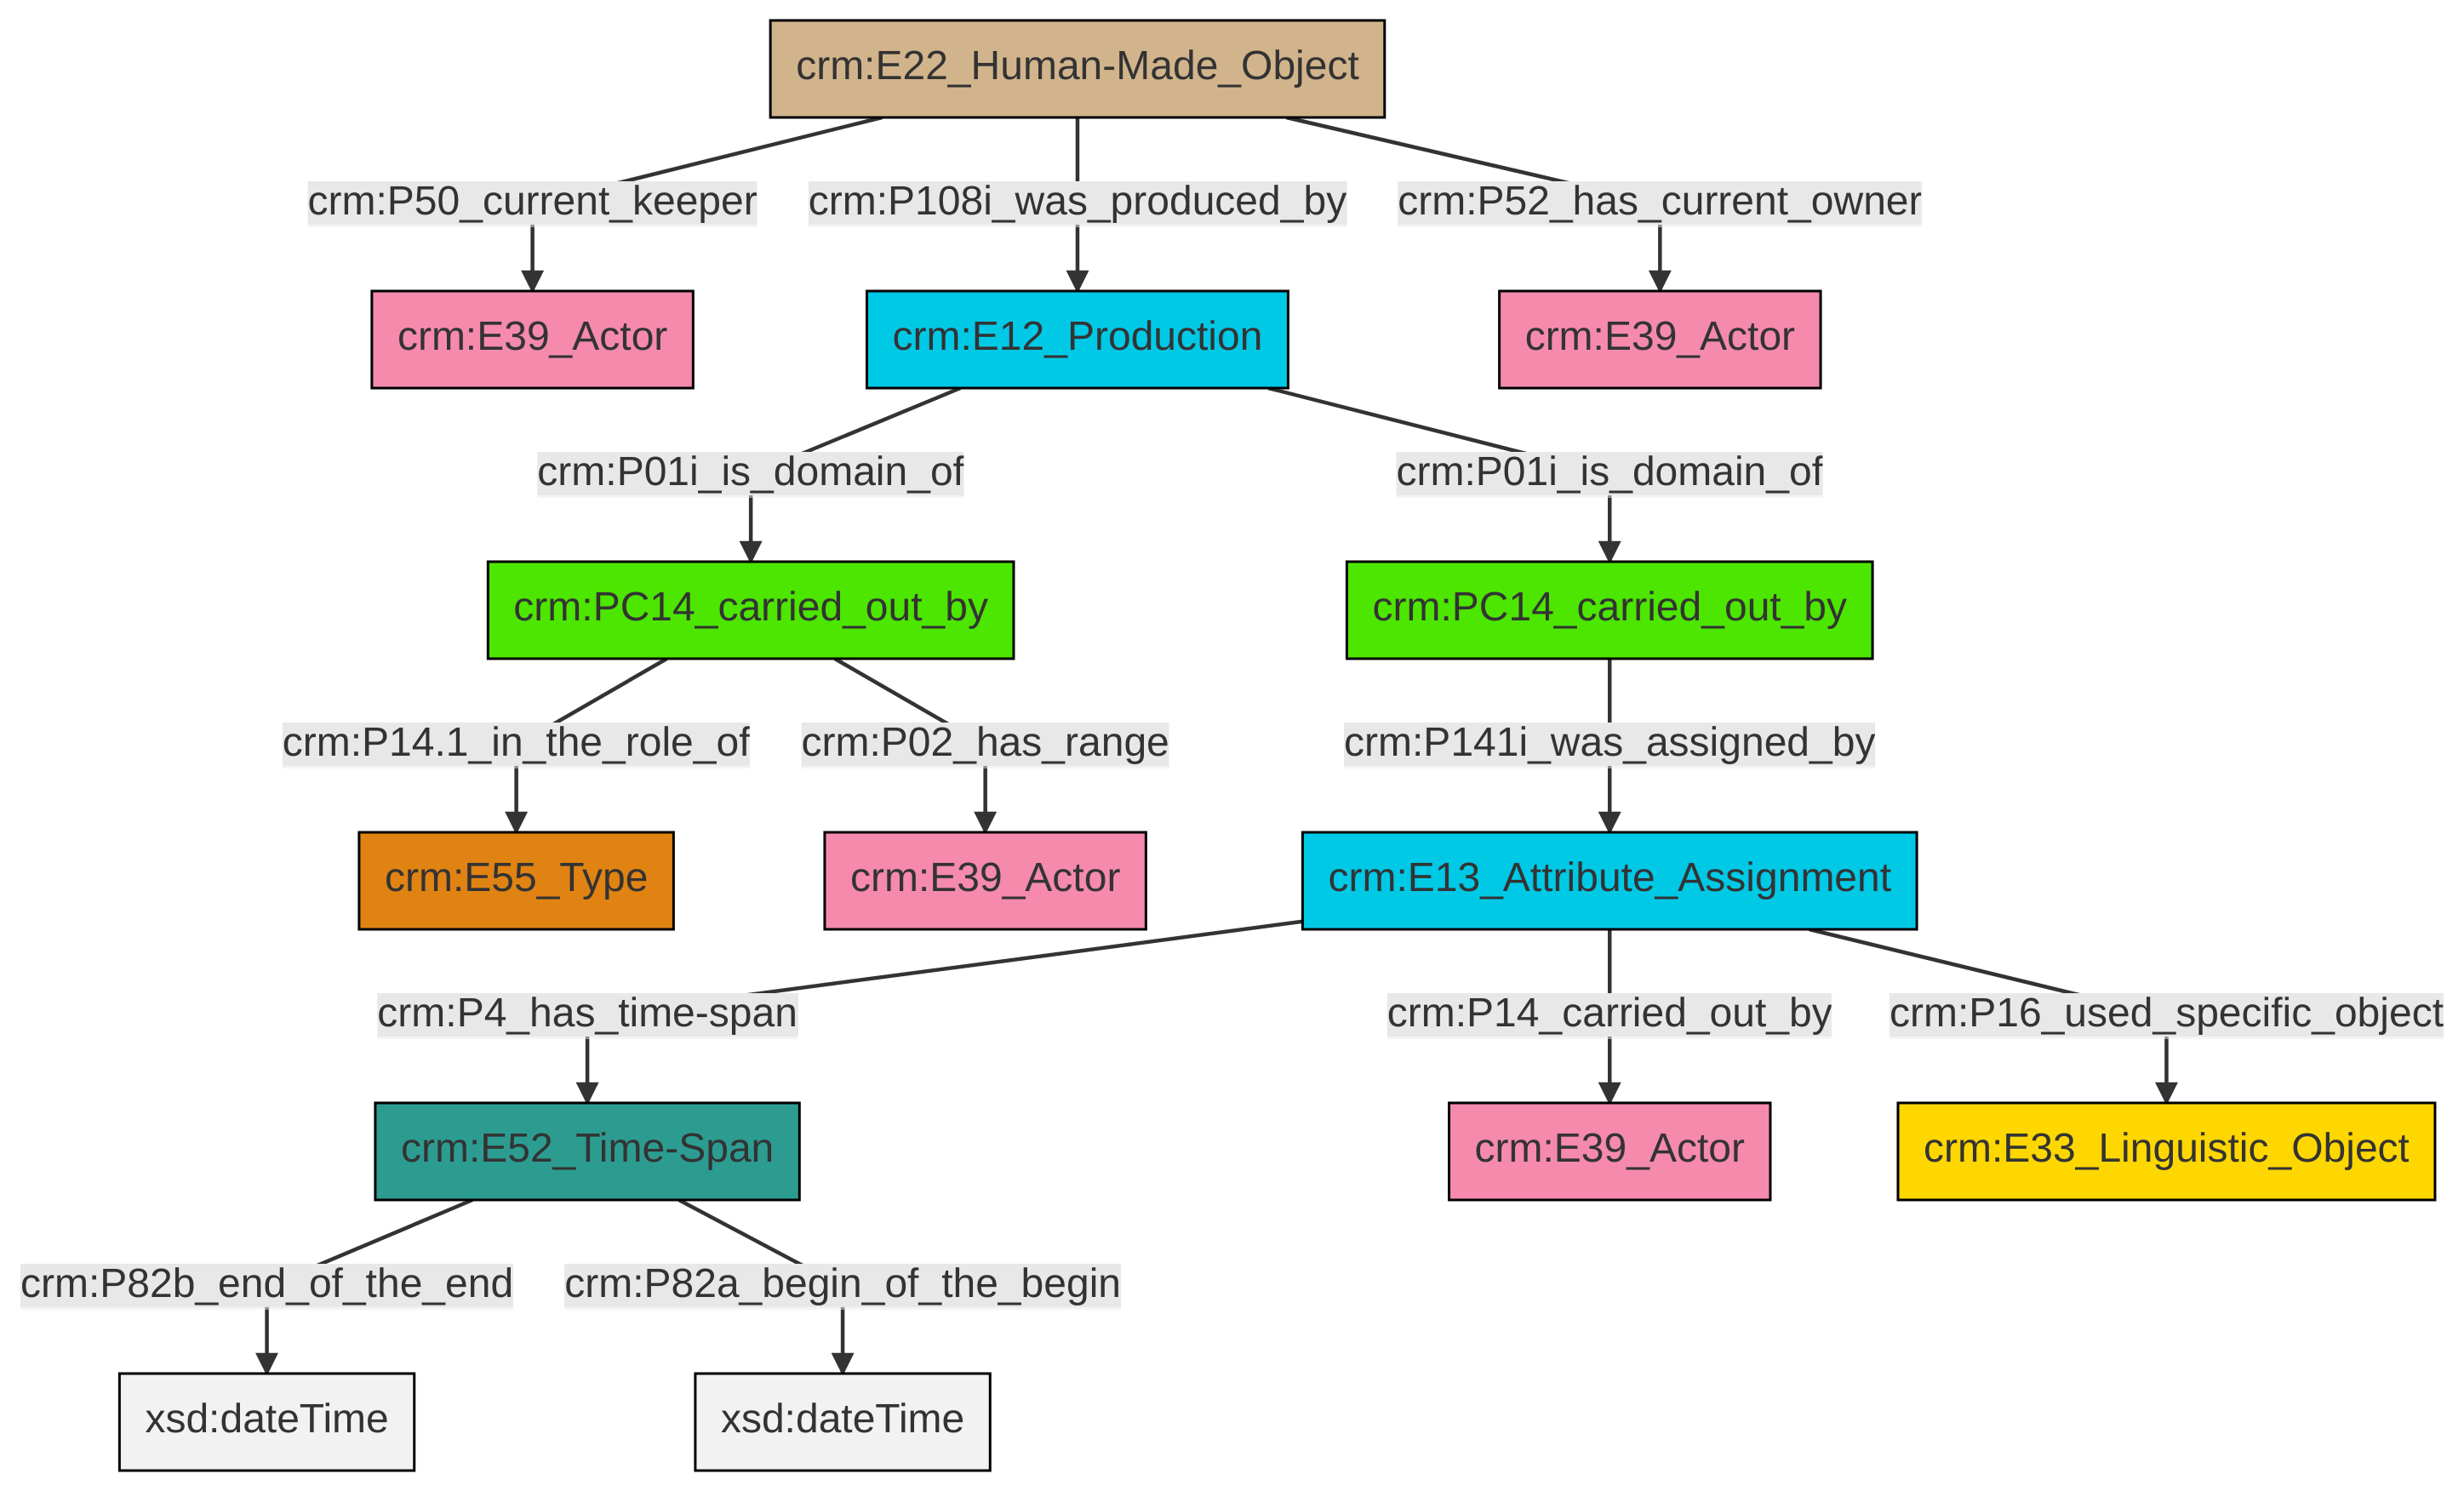 crm:E22_Human-Made_Object
crm:P50_current_keeper
crm:P108i_was_produced_by
crm:P52_has_current_owner
crm:E39_Actor
crm:E12_Production
crm:E39_Actor
crm:P01i_is_domain_of
crm:P01i_is_domain_of
crm:PC14_carried_out_by
crm:PC14_carried_out_by
crm:P14.1_in_the_role_of
crm:P02_has_range
crm:P141i_was_assigned_by
crm:E55_Type
crm:E39_Actor
crm:E13_Attribute_Assignment
crm:P4_has_time-span
crm:P14_carried_out_by
crm:P16_used_specific_object
crm:E52_Time-Span
crm:E39_Actor
crm:E33_Linguistic_Object
crm:P82b_end_of_the_end
crm:P82a_begin_of_the_begin
xsd:dateTime
xsd:dateTime